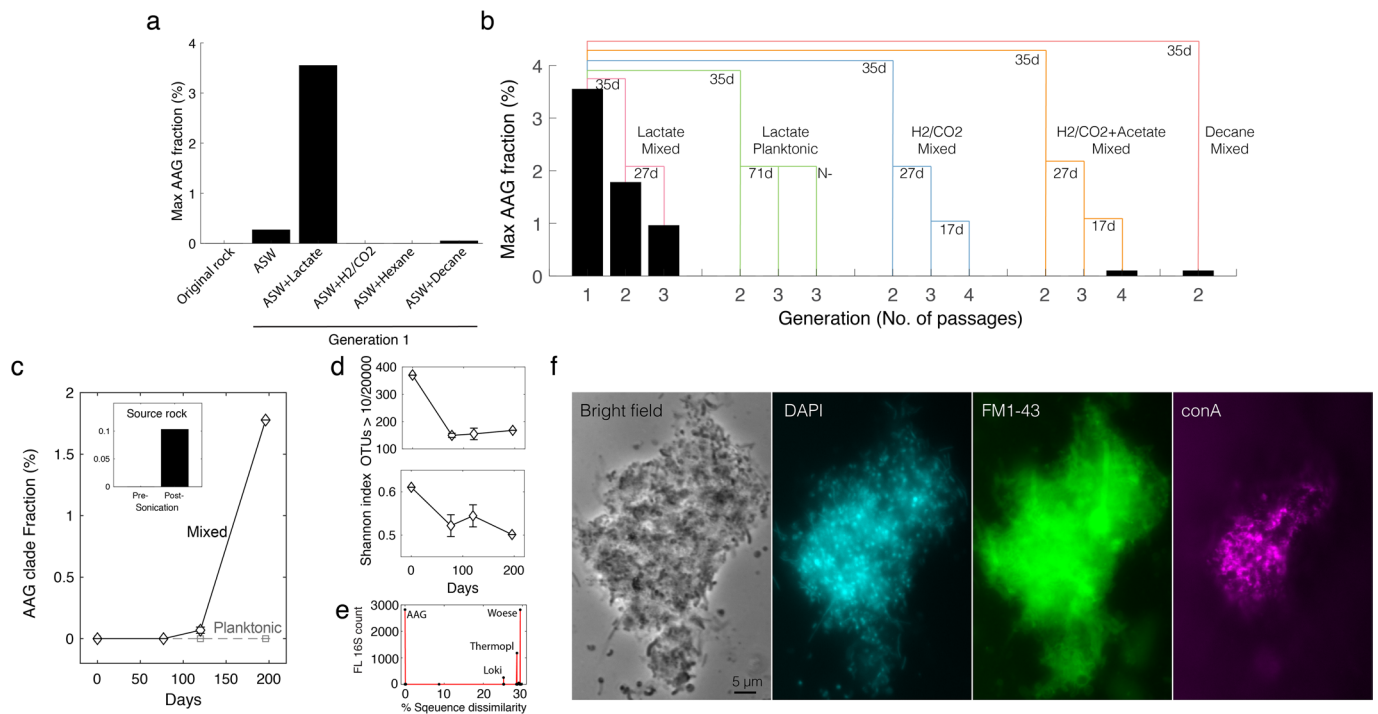 a
Max AAG fraction (%)
4
3
2
1
0
Original rock
ASW
ASW+Lactate
ASW+H2/CO2
ASW+Hexane
ASW+Decane
Generation 1
b
Max AAG fraction (%)
4
3
2
1
0
35d
35d
35d
35d
35d
Lactate
Mixed
Lactate
Planktonic
H2/CO2
Mixed
H2/CO2+Acetate
Mixed
Decane
Mixed
27d
71d
N-
27d
17d
27d
17d
1
2
3
2
3
3
2
3
4
2
3
4
2
Generation (No. of passages)
c
AAG clade Fraction (%)
2
1.5
1
0.5
0
Source rock
0.1
0.05
0
Pre-
Post-
Sonication
Mixed
Planktonic
0
50
100
150
200
Days
d
OTUs > 10/20000
400
300
200
100
Shannon index
0.6
0.5
0
100
200
Days
e
FL 16S count
3000
2000
1000
0
AAG
Woese
Thermopl
Loki
0
10
20
30
% Sqeuence dissimilarity
f
Bright field
5 μm
DAPI
FM1-43
conA